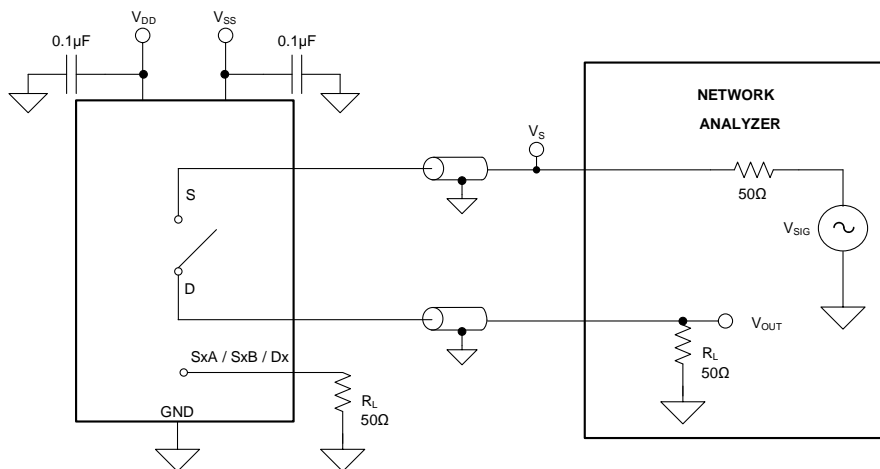 V_DD
V_SS
0.1µF
0.1µF
NETWORK
ANALYZER
V_S
S
50Ω
V_SIG
D
V_OUT
SxA / SxB / Dx
R_L
50Ω
R_L
50Ω
GND